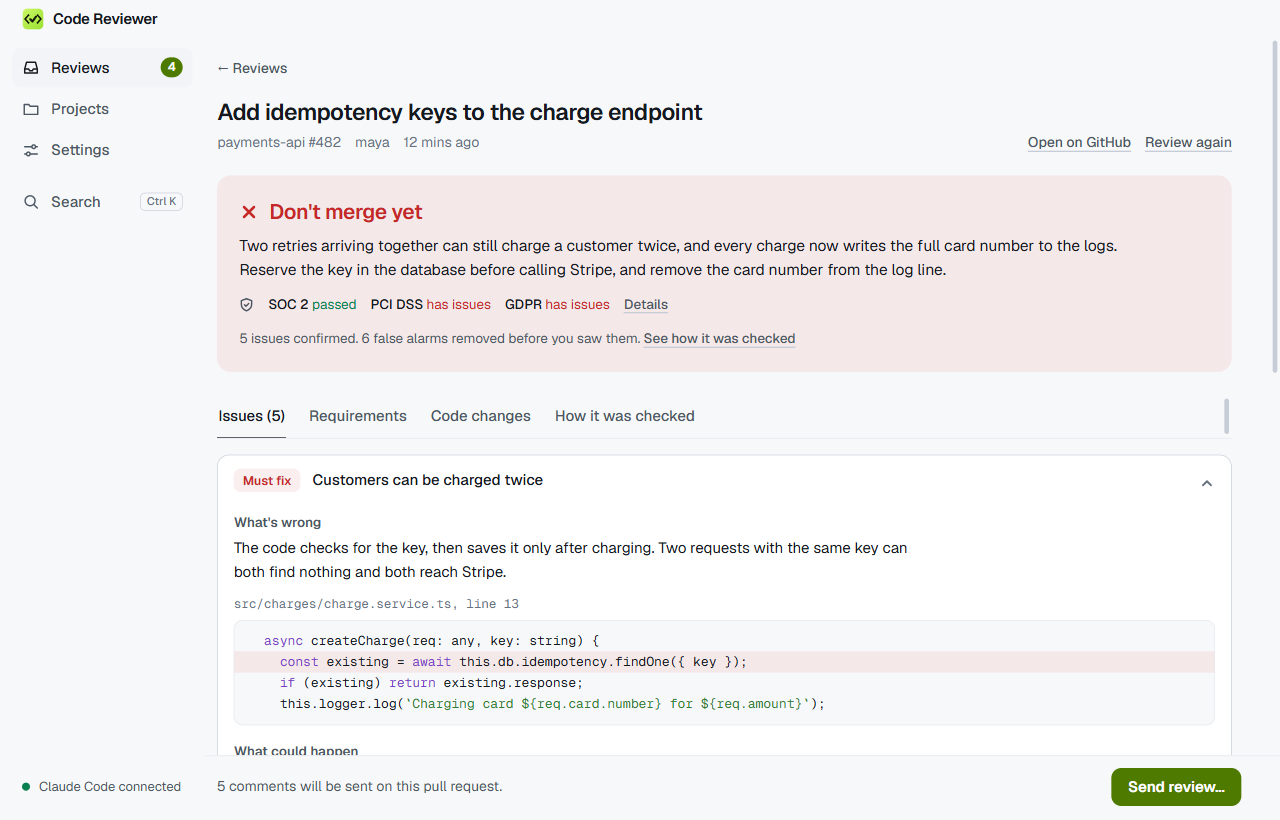 Code Reviewer
Reviews 4
Projects
Settings
Search Ctrl K
← Reviews
Add idempotency keys to the charge endpoint
payments-api #482 maya 12 mins ago
Open on GitHub Review again
Don't merge yet
Two retries arriving together can still charge a customer twice, and every charge now writes the full card number to the logs.
Reserve the key in the database before calling Stripe, and remove the card number from the log line.
SOC 2 passed PCI DSS has issues GDPR has issues Details
5 issues confirmed. 6 false alarms removed before you saw them. See how it was checked
Issues (5) Requirements Code changes How it was checked
Must fix Customers can be charged twice
What's wrong
The code checks for the key, then saves it only after charging. Two requests with the same key can
both find nothing and both reach Stripe.
src/charges/charge.service.ts, line 13
async createCharge(req: any, key: string) {
const existing = await this.db.idempotency.findOne({ key });
if (existing) return existing.response;
this.logger.log(`Charging card ${req.card.number} for ${req.amount}`);
What could happen
Claude Code connected
5 comments will be sent on this pull request.
Send review...